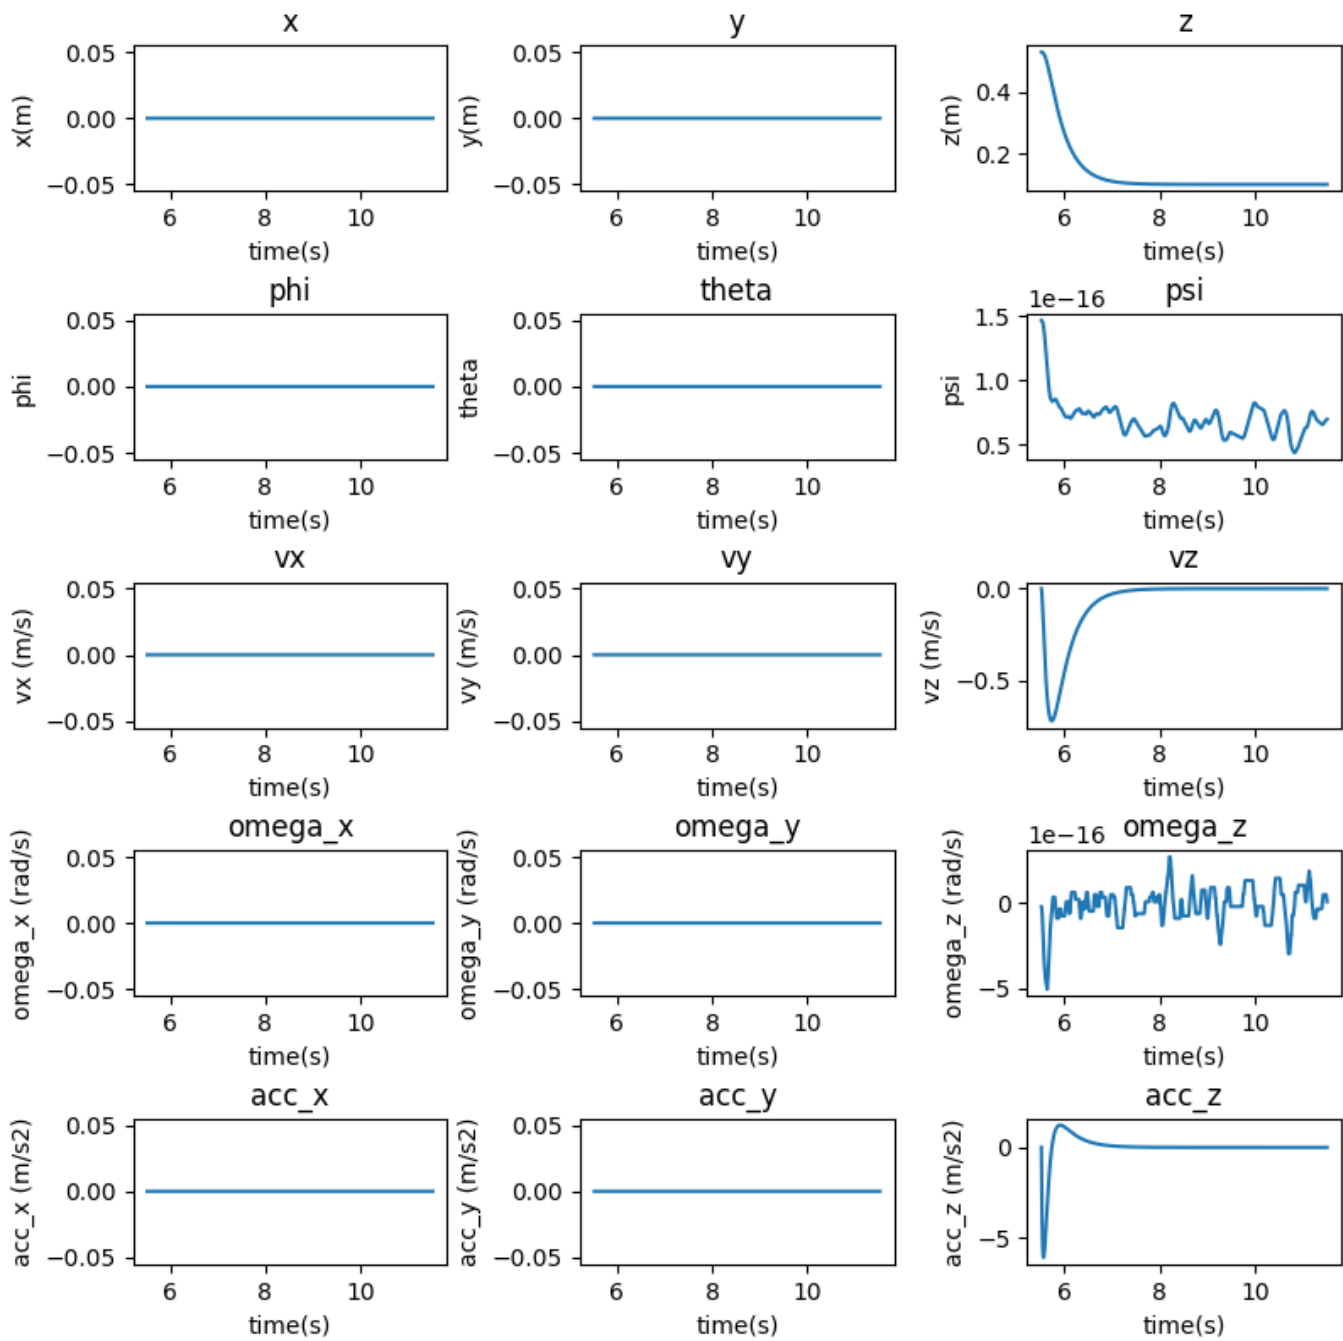 x y z
0.05
0.00
−0.05
x(m)
6 8 10
time(s)
0.05
0.00
−0.05
y(m)
6 8 10
time(s)
0.4
0.2
z(m)
6 8 10
time(s)
phi theta psi
0.05
0.00
−0.05
phi
6 8 10
time(s)
0.05
0.00
−0.05
theta
6 8 10
time(s)
1e−16
1.5
1.0
0.5
psi
6 8 10
time(s)
vx vy vz
0.05
0.00
−0.05
vx (m/s)
6 8 10
time(s)
0.05
0.00
−0.05
vy (m/s)
6 8 10
time(s)
0.0
−0.5
vz (m/s)
6 8 10
time(s)
omega_x omega_y omega_z
0.05
0.00
−0.05
omega_x (rad/s)
6 8 10
time(s)
0.05
0.00
−0.05
omega_y (rad/s)
6 8 10
time(s)
1e−16
0
−5
omega_z (rad/s)
6 8 10
time(s)
acc_x acc_y acc_z
0.05
0.00
−0.05
acc_x (m/s2)
6 8 10
time(s)
0.05
0.00
−0.05
acc_y (m/s2)
6 8 10
time(s)
0
−5
acc_z (m/s2)
6 8 10
time(s)